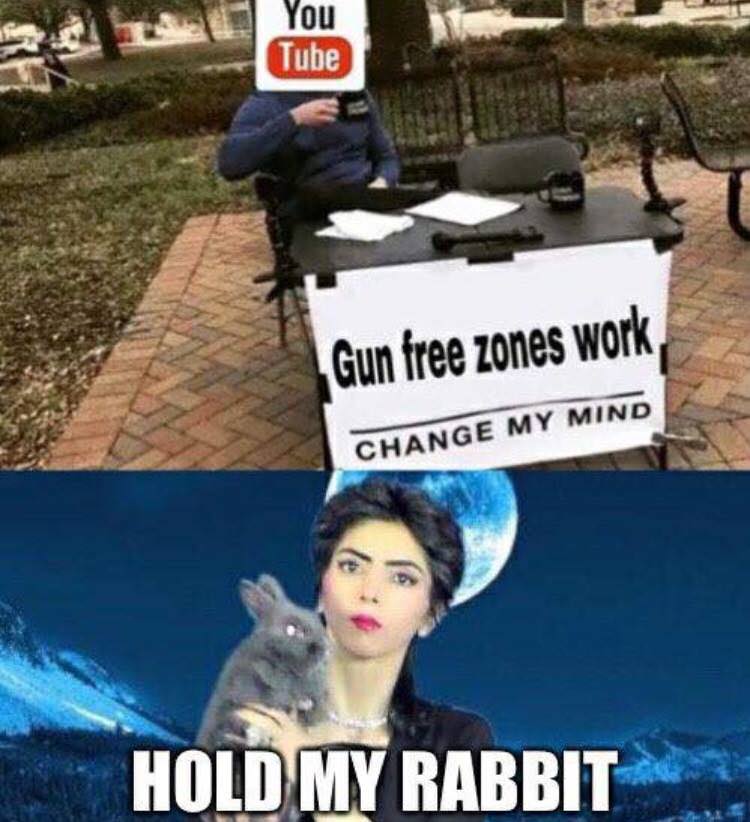 You
Tube
Gun free zones work
CHANGE MY MIND
HOLD MY RABBIT